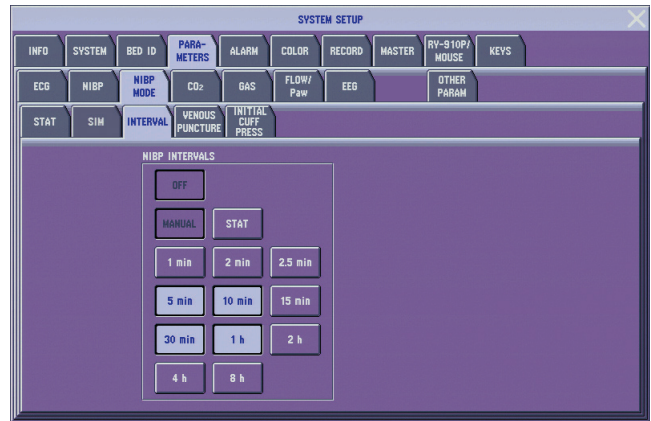 SYSTEM SETUP
INFO SYSTEM BED ID PARA- METERS ALARM COLOR RECORD MASTER RY-910P/ MOUSE KEYS
ECG NIBP NIBP MODE CO2 GAS FLOW/ Paw EEG OTHER PARAM
STAT SIM INTERVAL VENOUS PUNCTURE INITIAL CUFF PRESS
NIBP INTERVALS
OFF
MANUAL STAT
1 min 2 min 2.5 min
5 min 10 min 15 min
30 min 1 h 2 h
4 h 8 h